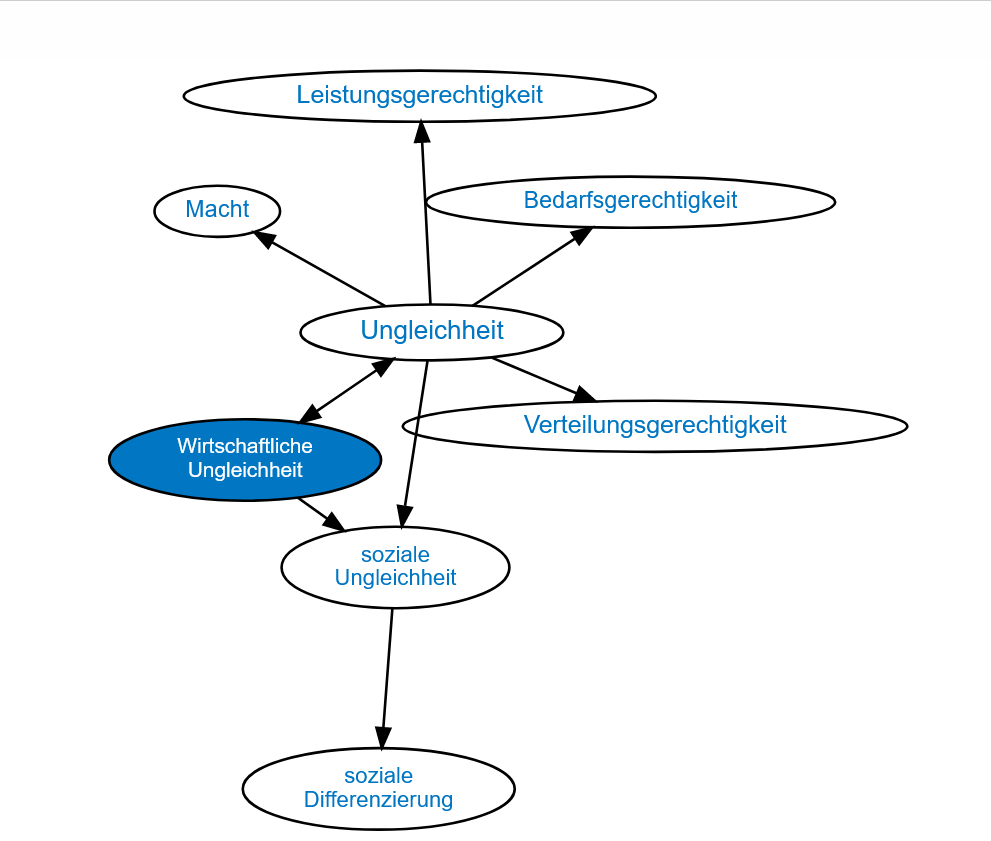 Leistungsgerechtigkeit
Bedarfsgerechtigkeit
Macht
Ungleichheit
Verteilungsgerechtigkeit
Wirtschaftliche
Ungleichheit
soziale
Ungleichheit
soziale
Differenzierung